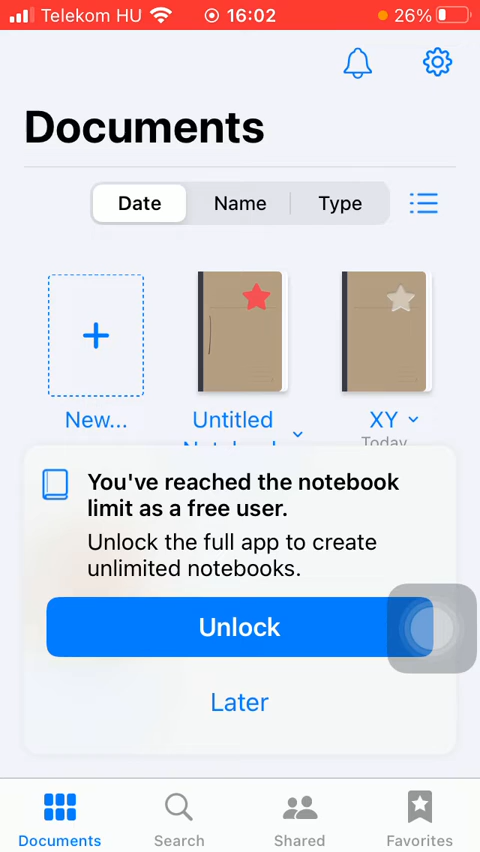 Telekom HU 16:02 26%
Documents
Date Name Type
New... Untitled XY
Today
You've reached the notebook
limit as a free user.
Unlock the full app to create
unlimited notebooks.
Unlock
Later
Documents Search Shared Favorites